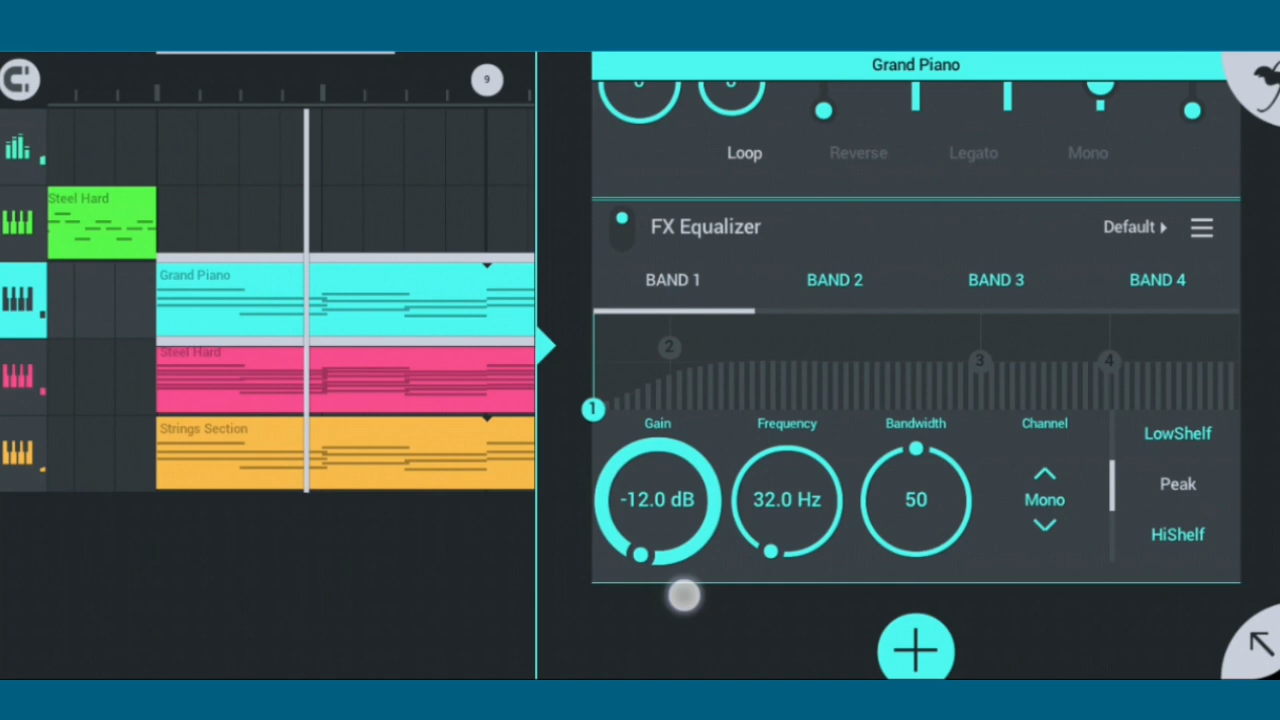 9
Steel Hard
Grand Piano
Steel Hard
Strings Section
Grand Piano
Loop Reverse Legato Mono
FX Equalizer Default
BAND 1 BAND 2 BAND 3 BAND 4
2 3 4
1
Gain Frequency Bandwidth Channel
-12.0 dB 32.0 Hz 50 Mono
LowShelf
Peak
HiShelf